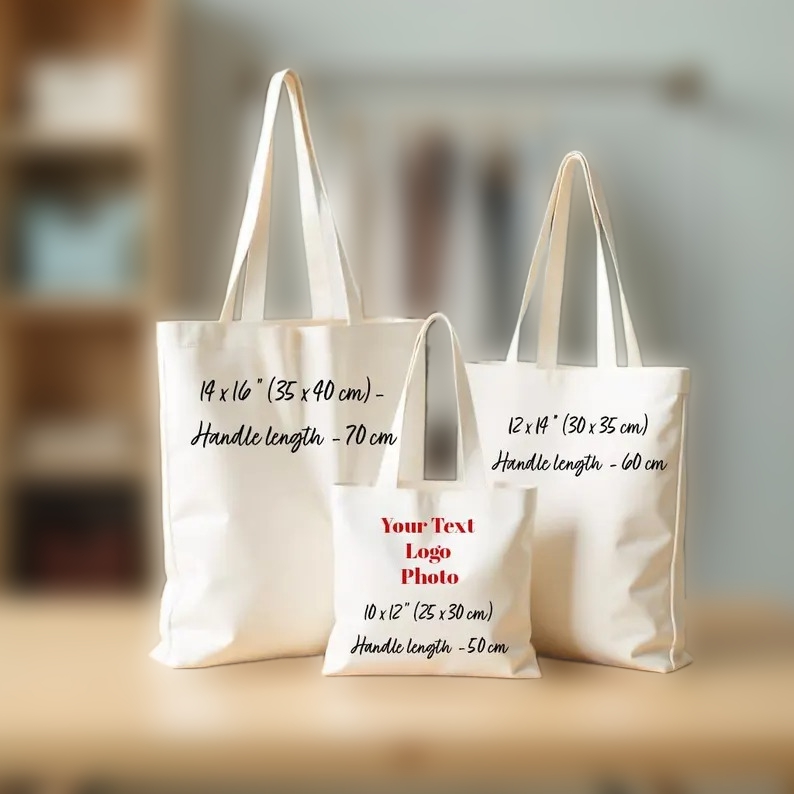 14 x 16 " (35 x 40 cm) -
Handle length - 70 cm
12 x 14 " (30 x 35 cm)
Handle length - 60 cm
Your Text
Logo
Photo
10 x 12 " (25 x 30 cm)
Handle length - 50 cm